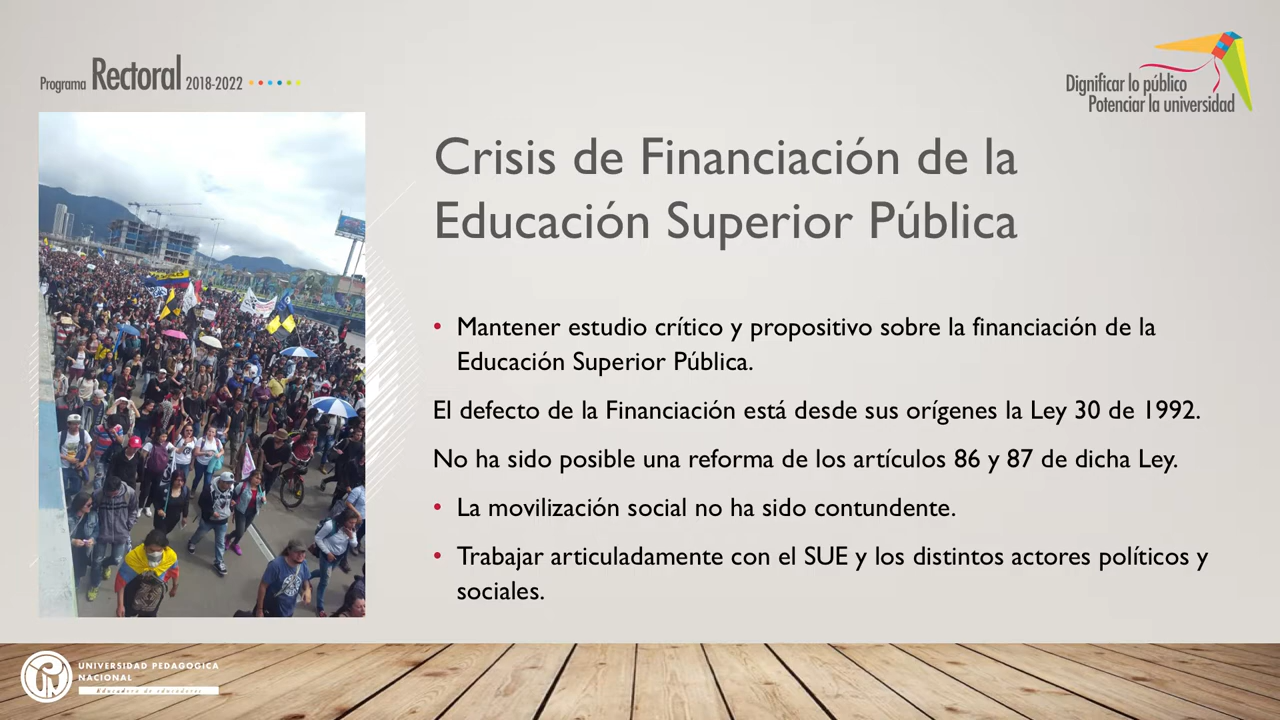 Programa Rectoral 2018-2022
Dignificar lo público
Potenciar la universidad
Crisis de Financiación de la
Educación Superior Pública
• Mantener estudio crítico y propositivo sobre la financiación de la
Educación Superior Pública.
El defecto de la Financiación está desde sus orígenes la Ley 30 de 1992.
No ha sido posible una reforma de los artículos 86 y 87 de dicha Ley.
• La movilización social no ha sido contundente.
• Trabajar articuladamente con el SUE y los distintos actores políticos y
sociales.
UNIVERSIDAD PEDAGOGICA
NACIONAL
Educadora de educadores